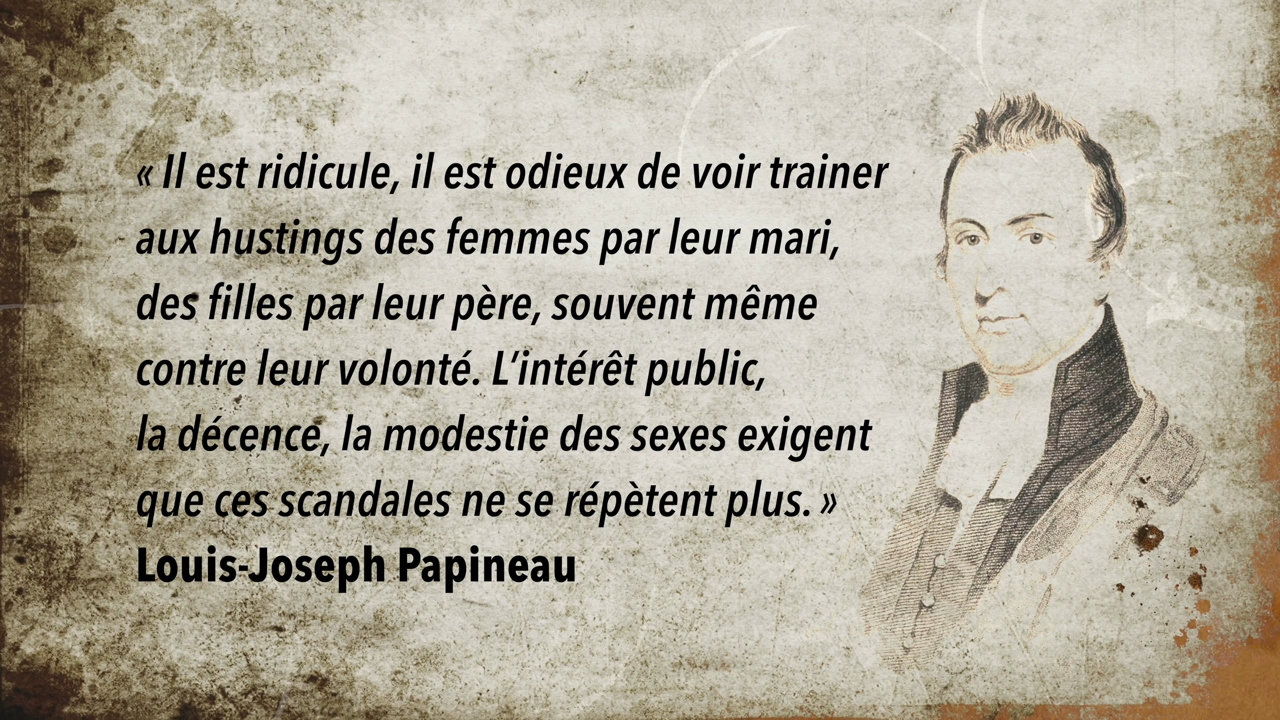 « Il est ridicule, il est odieux de voir trainer
aux hustings des femmes par leur mari,
des filles par leur père, souvent même
contre leur volonté. L’intérêt public,
la décence, la modestie des sexes exigent
que ces scandales ne se répètent plus. »
Louis-Joseph Papineau